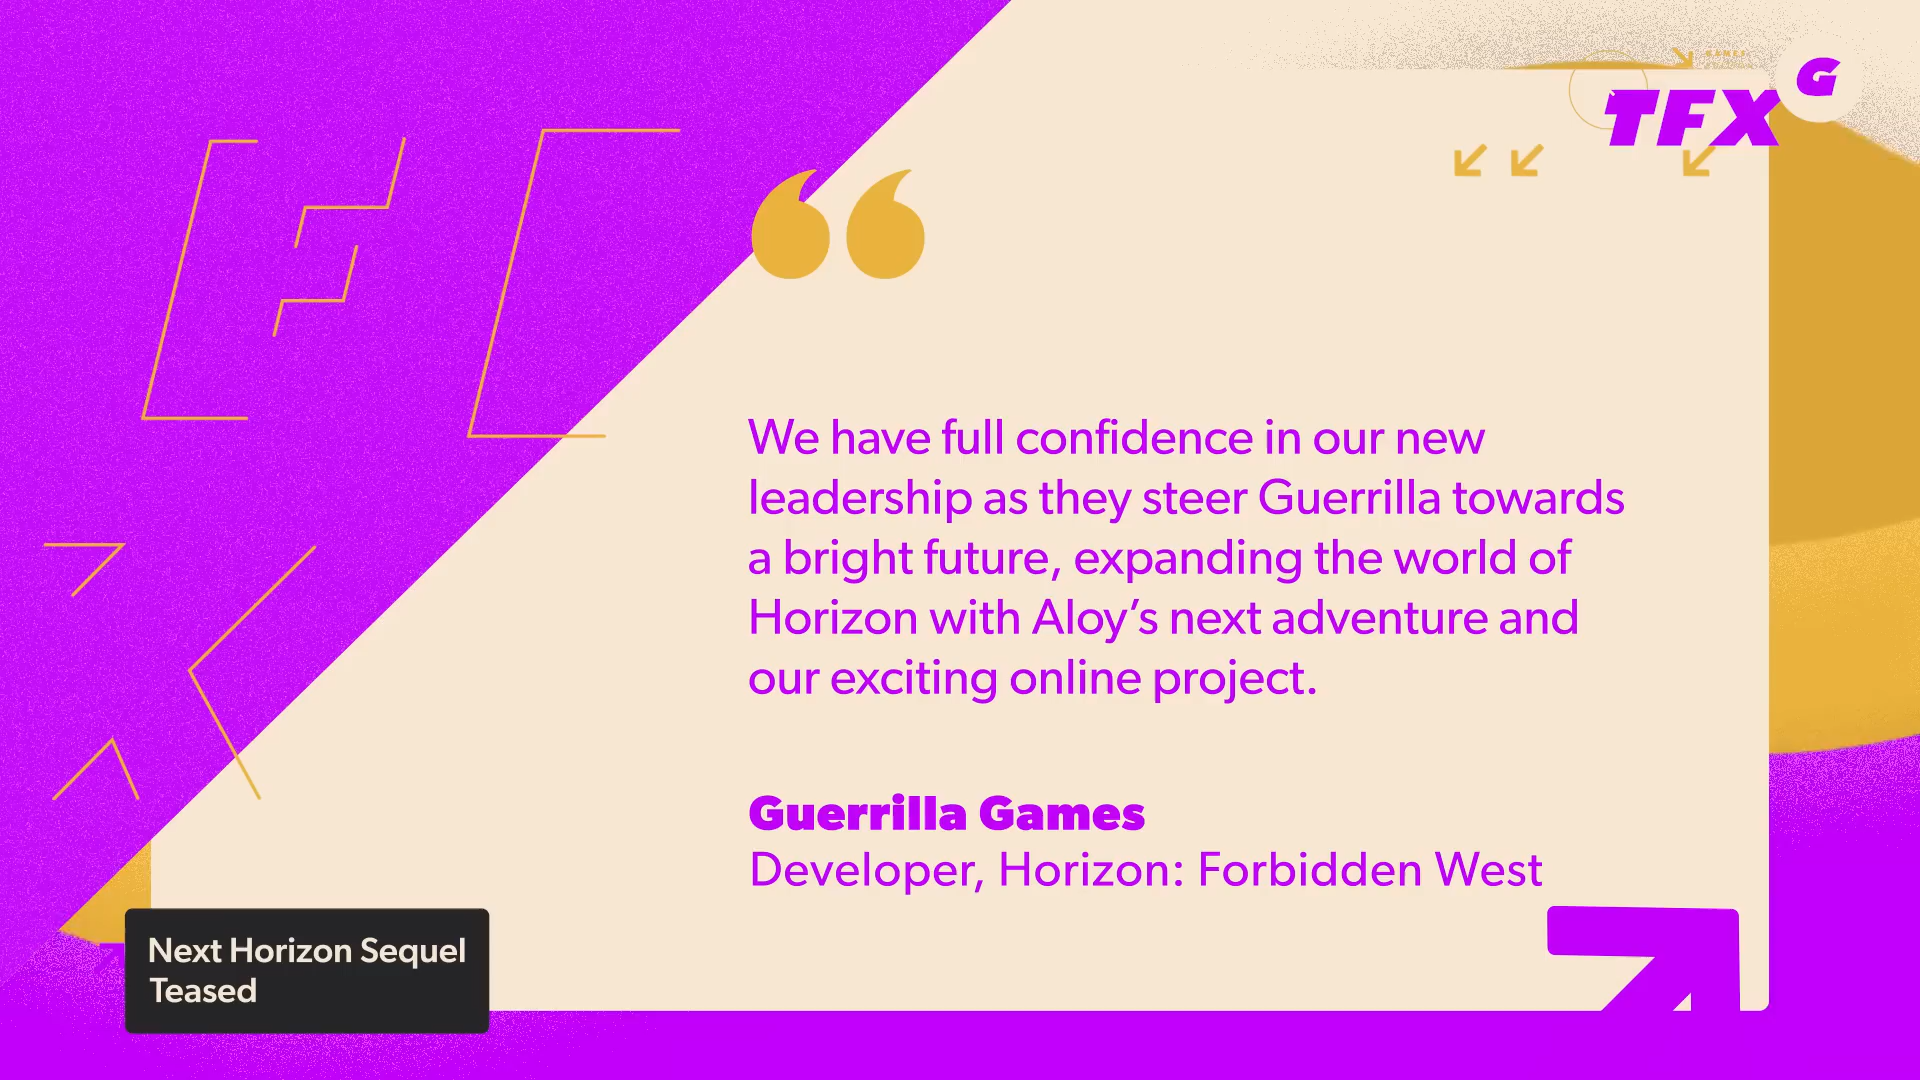 G
TFX
“
We have full confidence in our new
leadership as they steer Guerrilla towards
a bright future, expanding the world of
Horizon with Aloy’s next adventure and
our exciting online project.
Guerrilla Games
Developer, Horizon: Forbidden West
Next Horizon Sequel
Teased